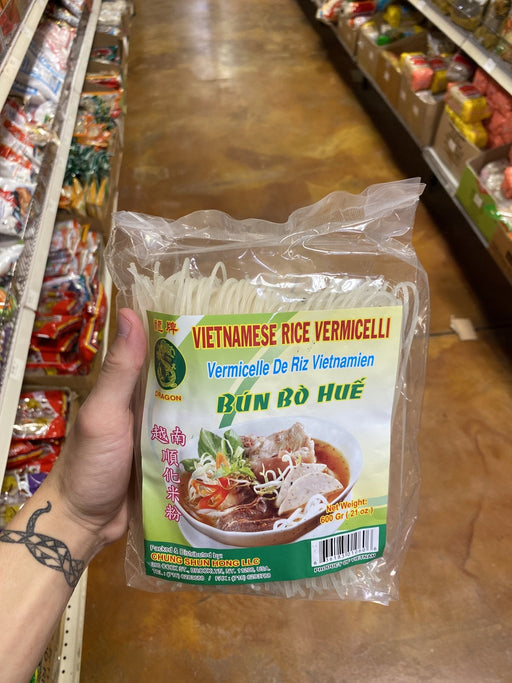 龍牌
DRAGON
VIETNAMESE RICE VERMICELLI
Vermicelle De Riz Vietnamien
BÚN BÒ HUẾ
越南
順化米粉
Net Weight:
600 Gr ( 21 oz )
Packed & Distributed by:
CHUNG SHUN HONG LLC
PRODUCT OF VIETNAM